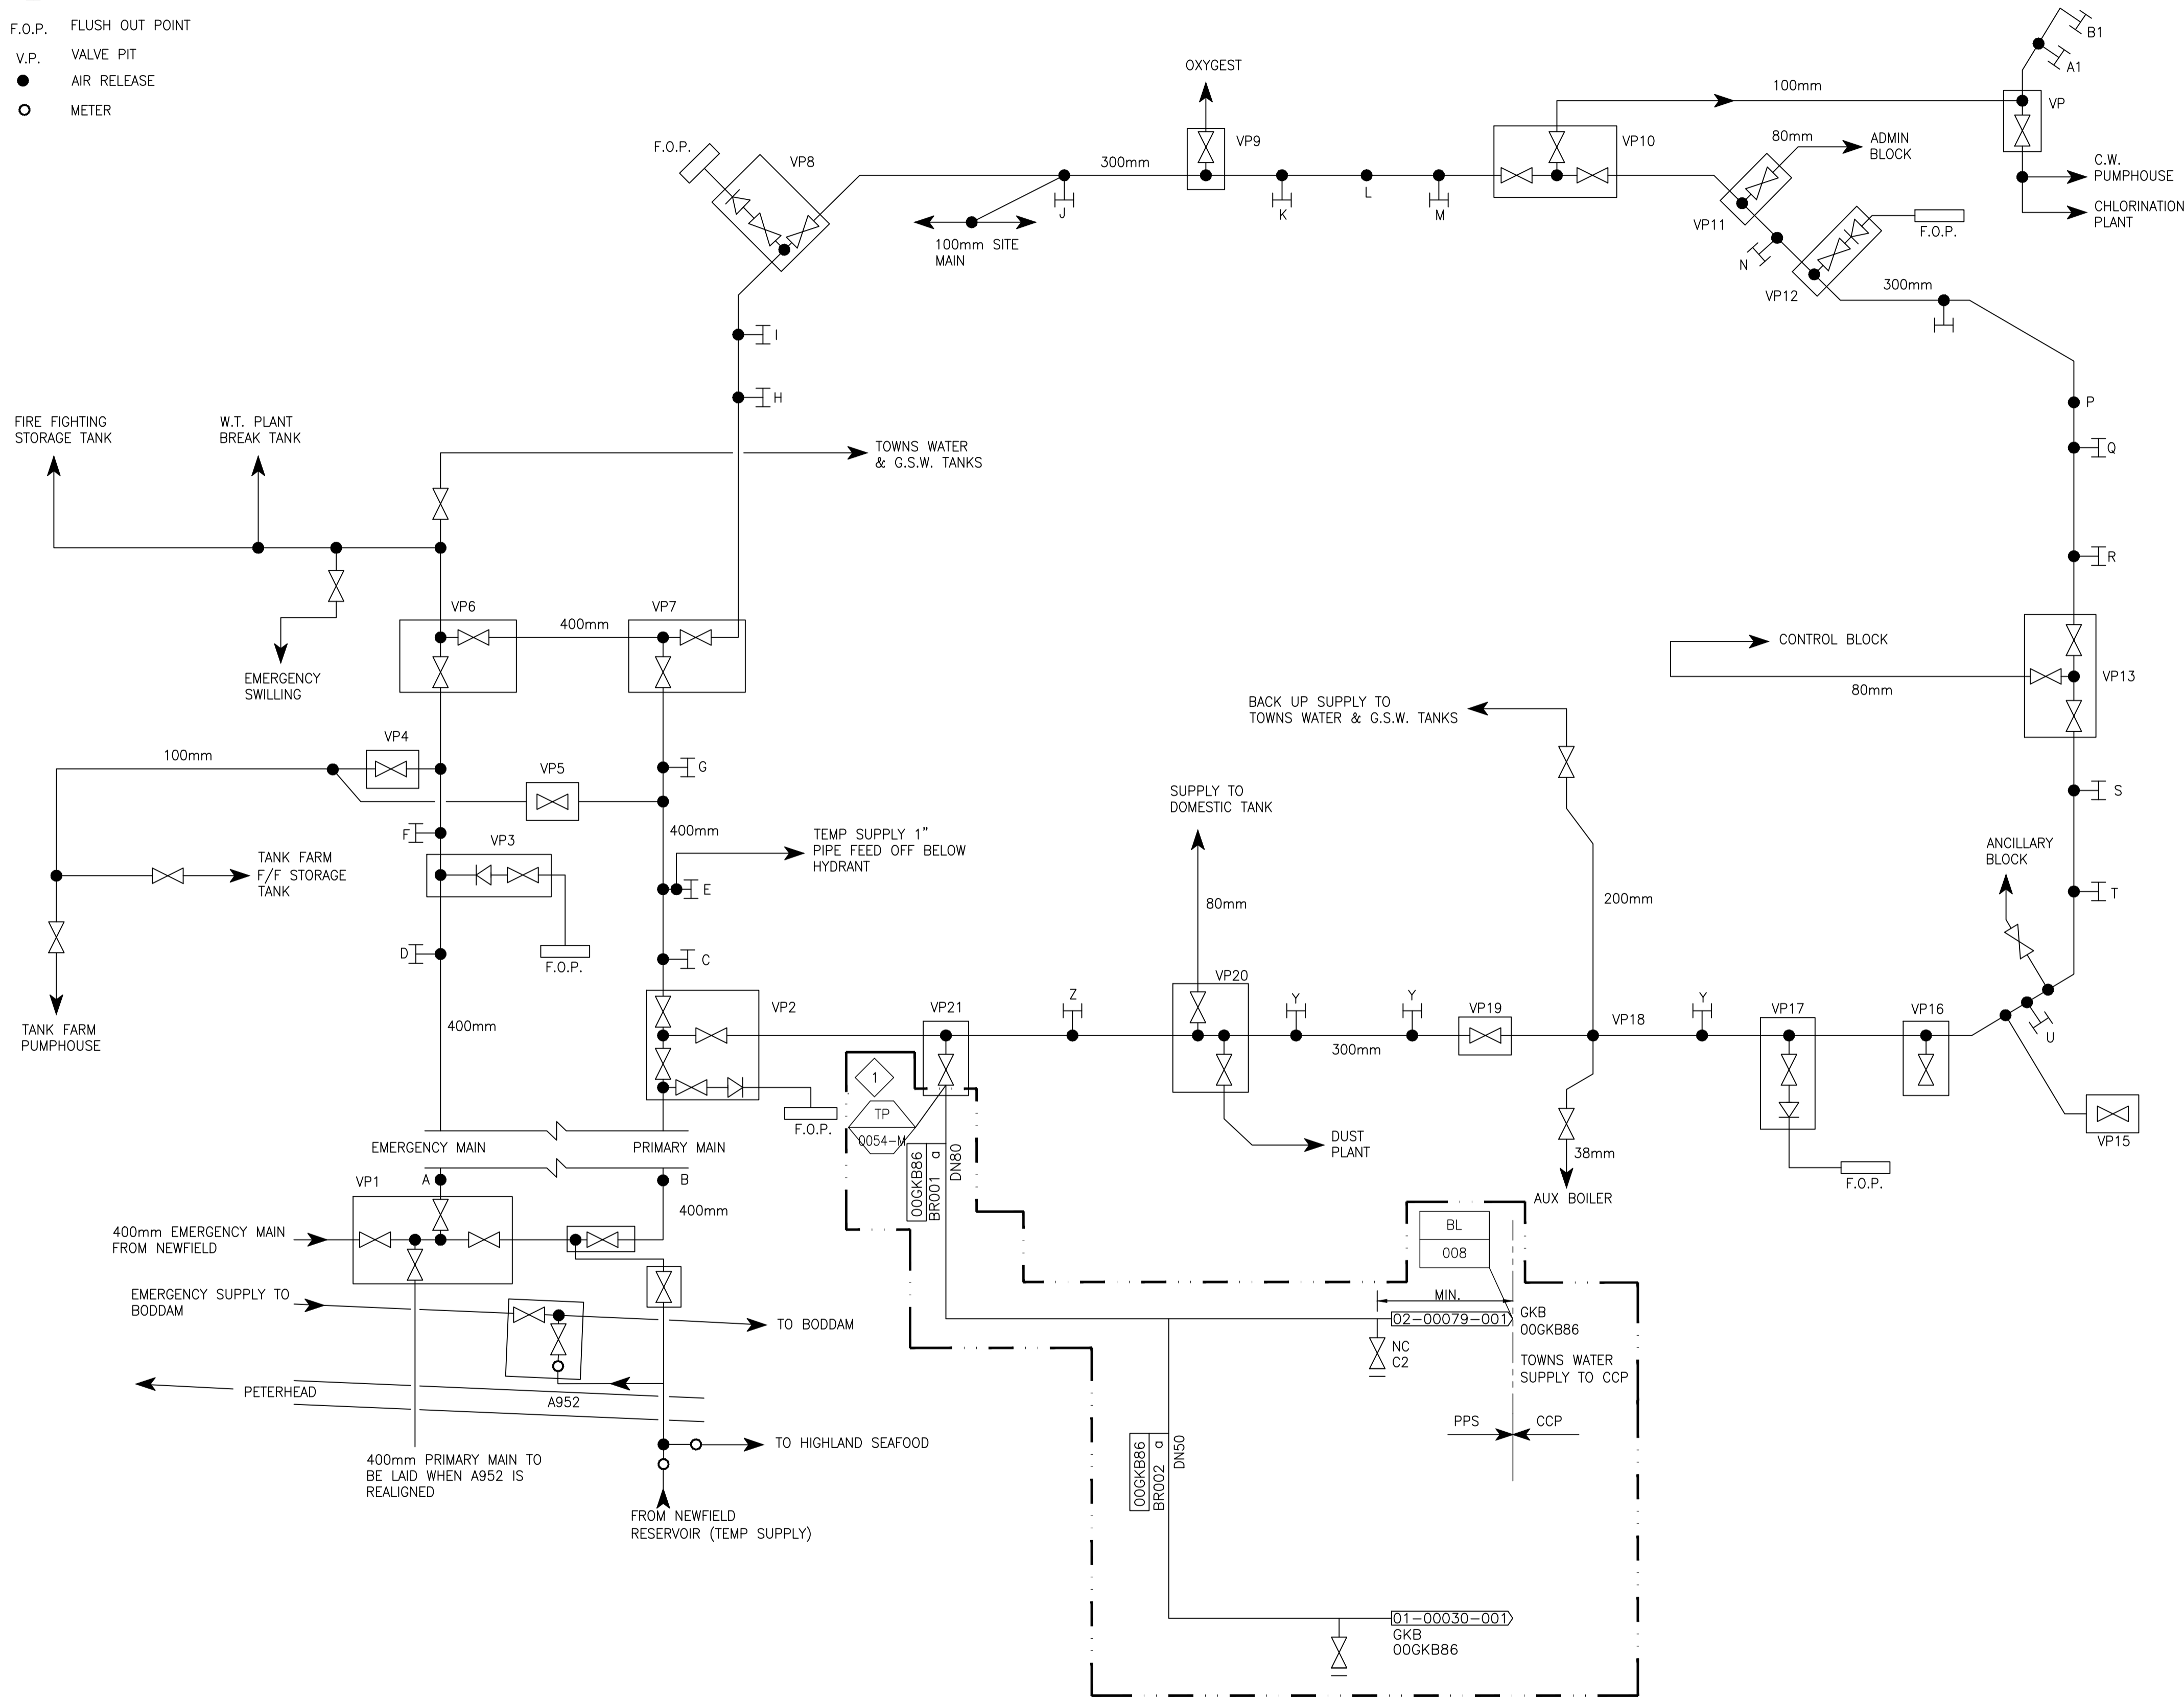 F.O.P. FLUSH OUT POINT
V.P. VALVE PIT
AIR RELEASE
METER
B1
A1
OXYGEST
100mm
VP
F.O.P.
VP8
300mm
VP9
VP10
80mm
ADMIN
BLOCK
C.W.
PUMPHOUSE
CHLORINATION
PLANT
J
K
L
M
VP11
F.O.P.
100mm SITE
MAIN
N
VP12
300mm
I
H
P
Q
R
FIRE FIGHTING
STORAGE TANK
W.T. PLANT
BREAK TANK
TOWNS WATER
& G.S.W. TANKS
VP6
400mm
VP7
EMERGENCY
SWILLING
CONTROL BLOCK
80mm
VP13
BACK UP SUPPLY TO
TOWNS WATER & G.S.W. TANKS
100mm
VP4
VP5
G
S
SUPPLY TO
DOMESTIC TANK
400mm
F
VP3
TEMP SUPPLY 1"
PIPE FEED OFF BELOW
HYDRANT
ANCILLARY
BLOCK
TANK FARM
F/F STORAGE
TANK
E
T
80mm
200mm
D
F.O.P.
C
TANK FARM
PUMPHOUSE
400mm
VP2
VP21
Z
VP20
Y
Y
VP19
300mm
VP18
Y
VP17
VP16
U
1
TP
0054-M
F.O.P.
EMERGENCY MAIN
PRIMARY MAIN
00GKB86
BR001 a
DN80
DUST
PLANT
38mm
AUX BOILER
F.O.P.
VP15
VP1
A
B
400mm
400mm EMERGENCY MAIN
FROM NEWFIELD
BL
008
EMERGENCY SUPPLY TO
BODDAM
TO BODDAM
MIN.
02-00079-001
GKB
00GKB86
NC
C2
TOWNS WATER
SUPPLY TO CCP
PETERHEAD
A952
PPS
CCP
TO HIGHLAND SEAFOOD
400mm PRIMARY MAIN TO
BE LAID WHEN A952 IS
REALIGNED
00GKB86
BR002 a
DN50
FROM NEWFIELD
RESERVOIR (TEMP SUPPLY)
01-00030-001
GKB
00GKB86